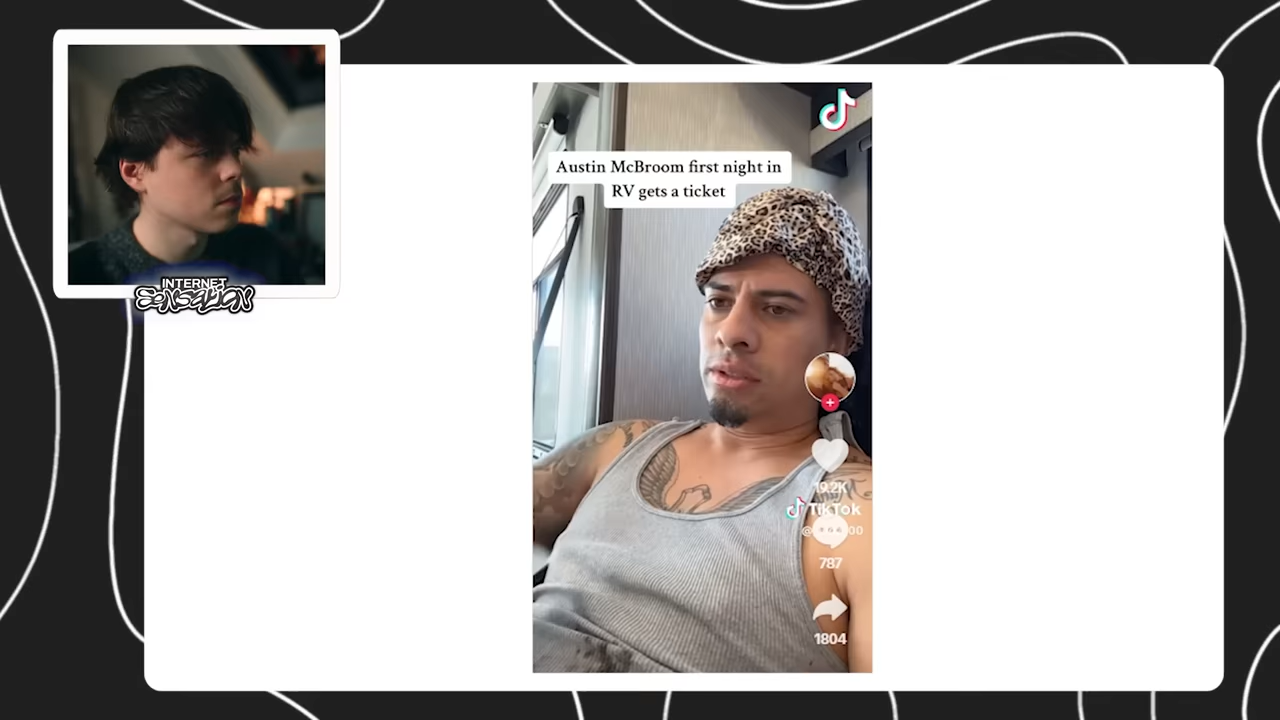 INTERNET
SENSATION
Austin McBroom first night in
RV gets a ticket
19.2K
TikTok
787
1804